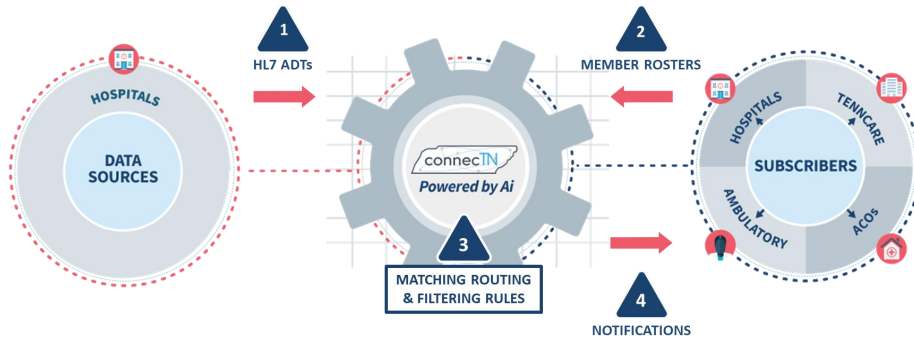 1
HL7 ADTs
2
MEMBER ROSTERS
HOSPITALS
DATA
SOURCES
connecTN
Powered by Ai
3
MATCHING ROUTING
& FILTERING RULES
HOSPITALS
TENNCARE
SUBSCRIBERS
AMBULATORY
ACOs
4
NOTIFICATIONS